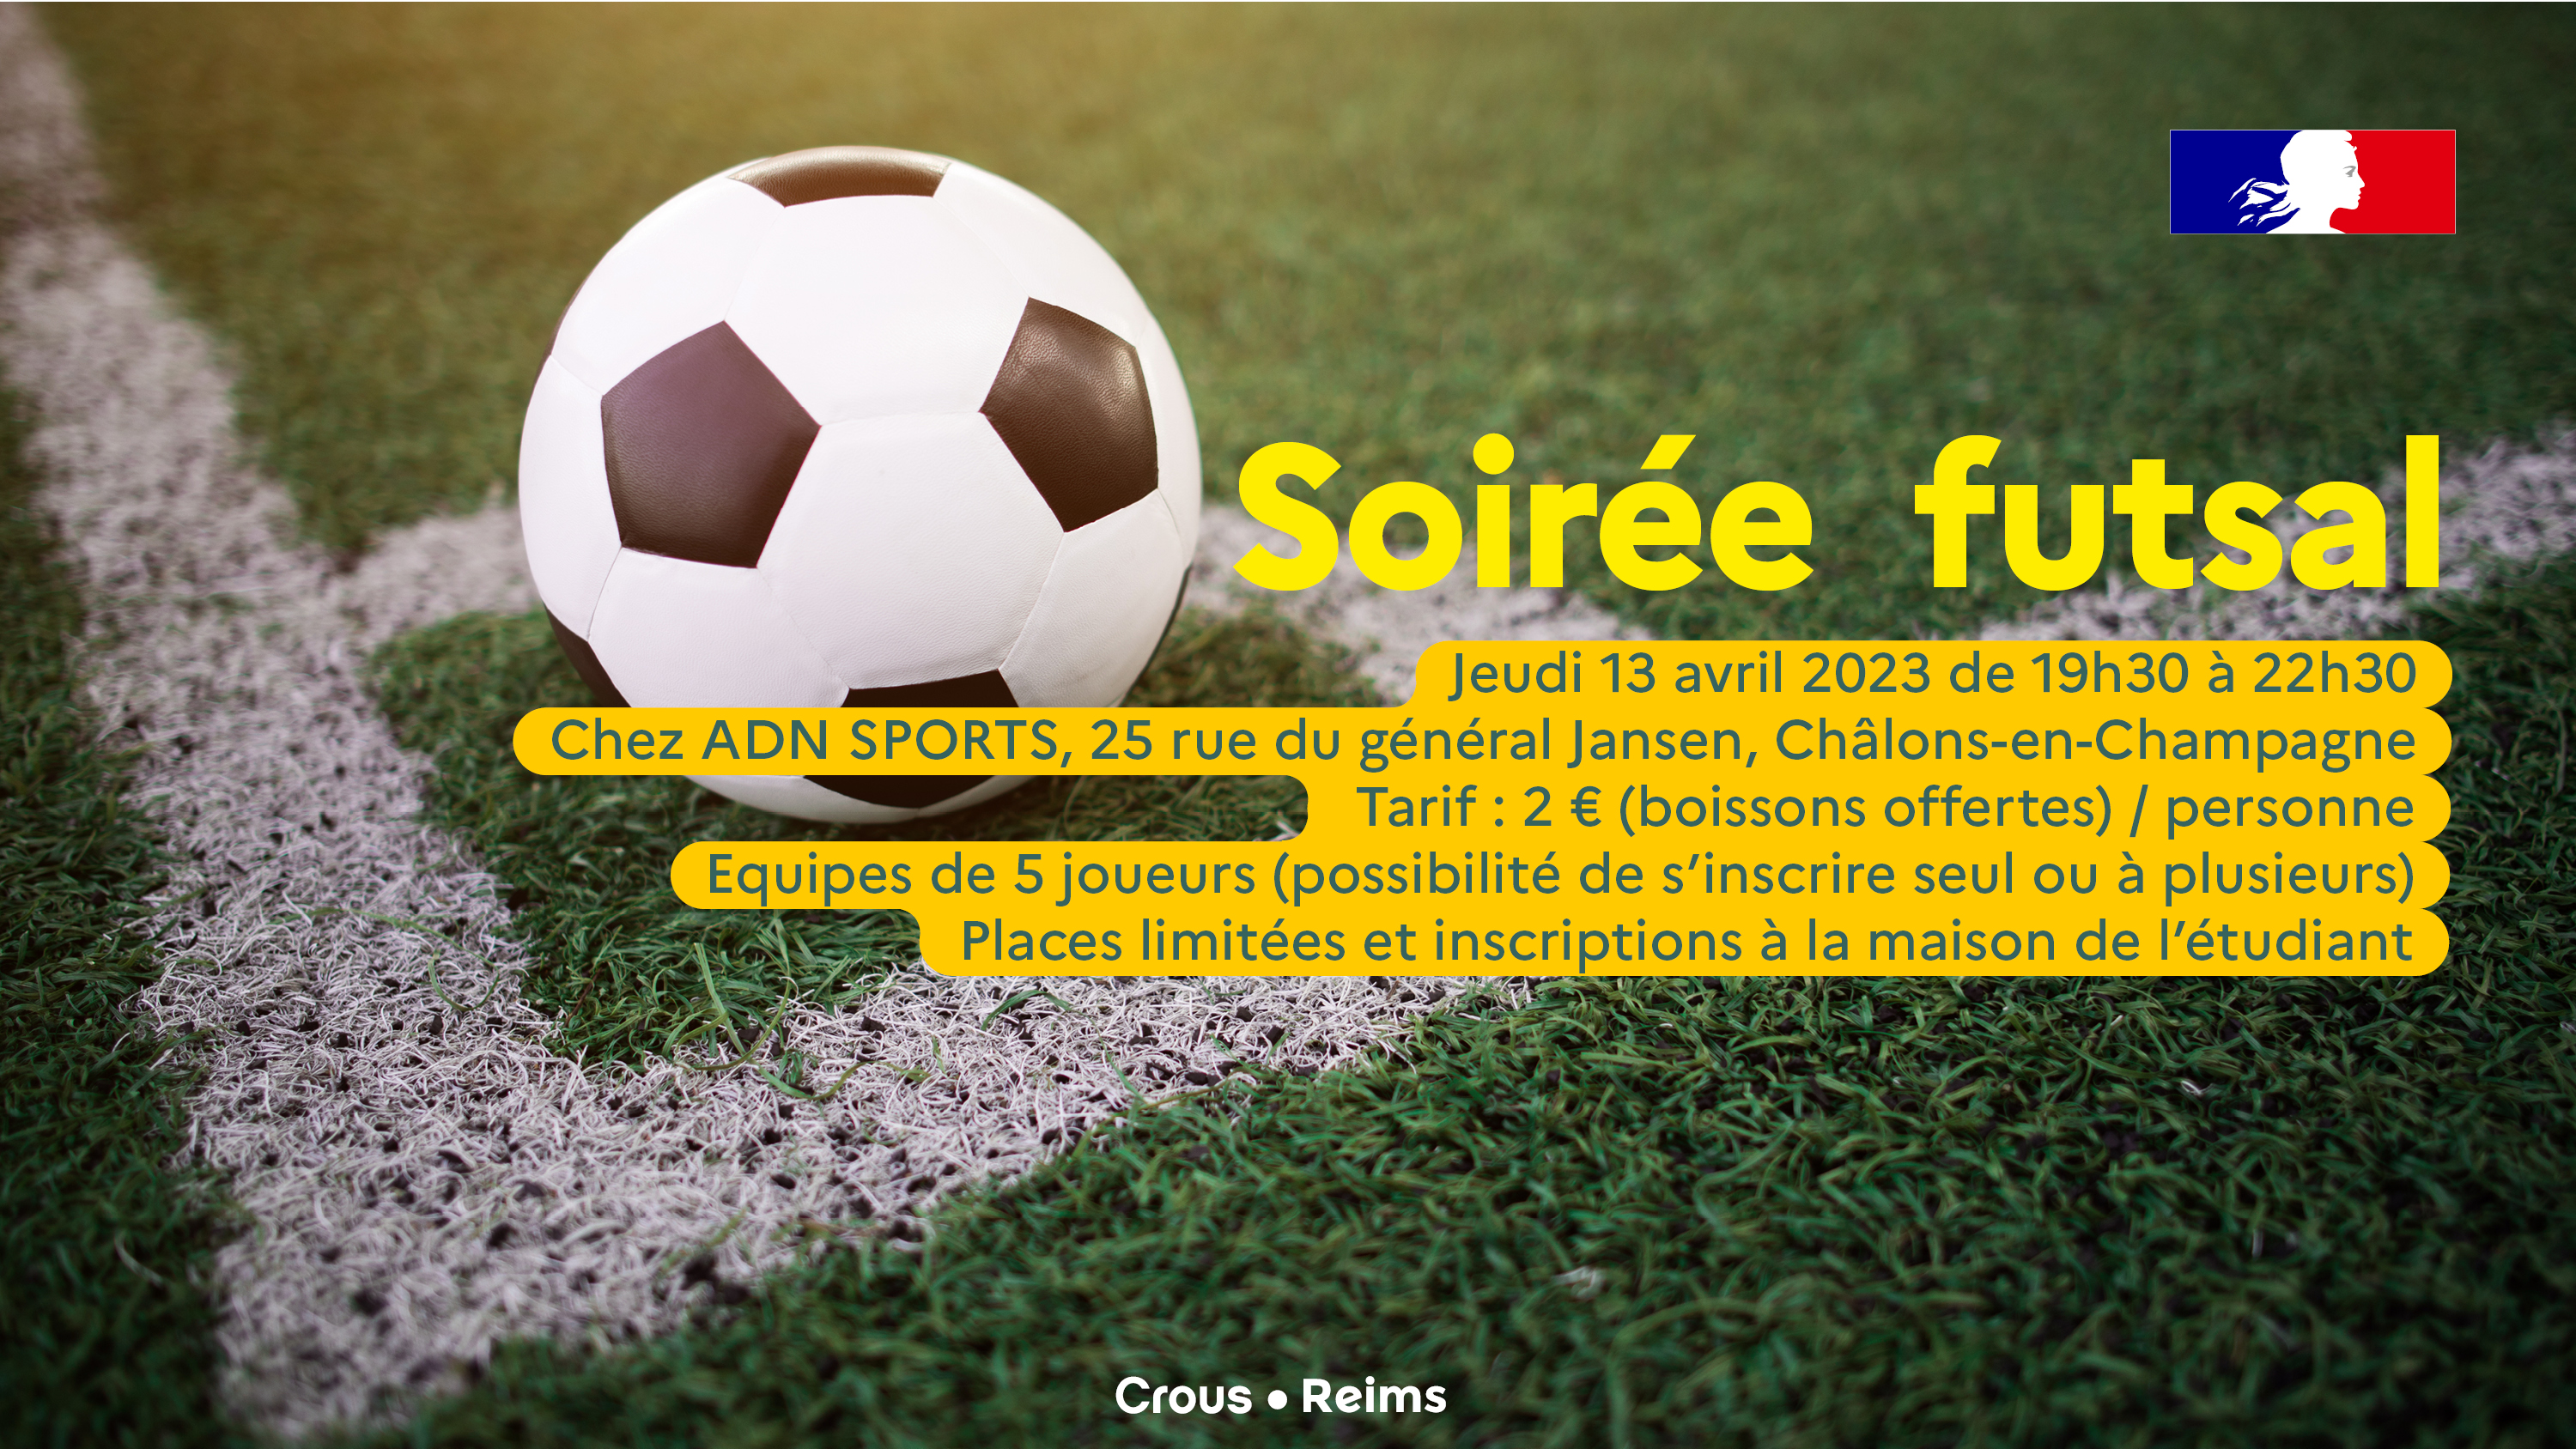 Soirée futsal
Jeudi 13 avril 2023 de 19h30 à 22h30
Chez ADN SPORTS, 25 rue du général Jansen, Châlons-en-Champagne
Tarif : 2 € (boissons offertes) / personne
Equipes de 5 joueurs (possibilité de s’inscrire seul ou à plusieurs)
Places limitées et inscriptions à la maison de l’étudiant
Crous • Reims